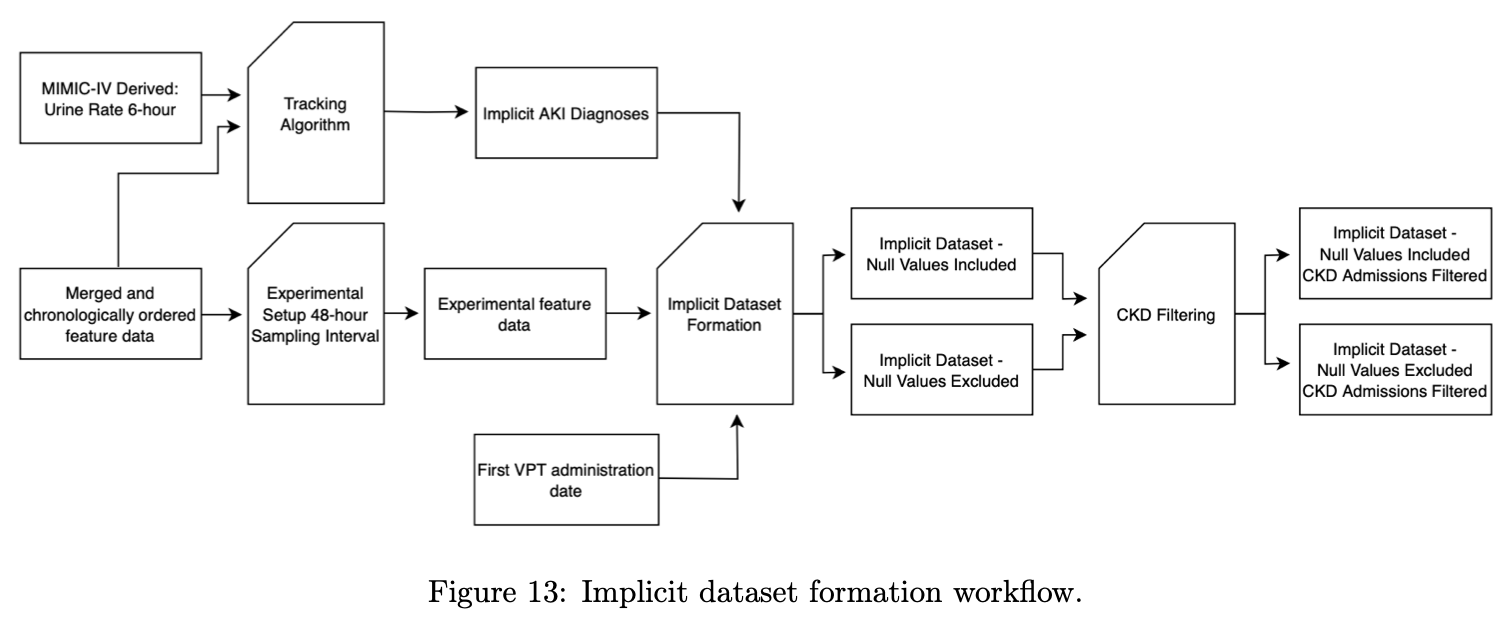 MIMIC-IV Derived:
Urine Rate 6-hour
Tracking
Algorithm
Implicit AKI Diagnoses
Merged and
chronologically ordered
feature data
Experimental
Setup 48-hour
Sampling Interval
Experimental feature
data
Implicit Dataset
Formation
First VPT administration
date
Implicit Dataset -
Null Values Included
Implicit Dataset -
Null Values Excluded
CKD Filtering
Implicit Dataset -
Null Values Included
CKD Admissions Filtered
Implicit Dataset -
Null Values Excluded
CKD Admissions Filtered
Figure 13: Implicit dataset formation workflow.